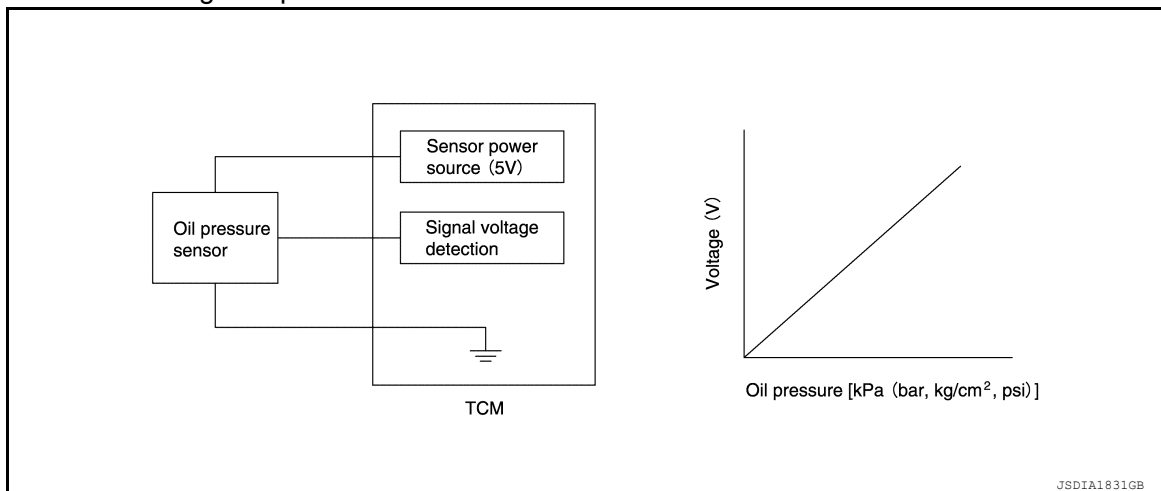 Sensor power
source (5V)
Oil pressure
sensor
Signal voltage
detection
TCM
Voltage (V)
Oil pressure [kPa (bar, kg/cm², psi)]
JSDIA1831GB